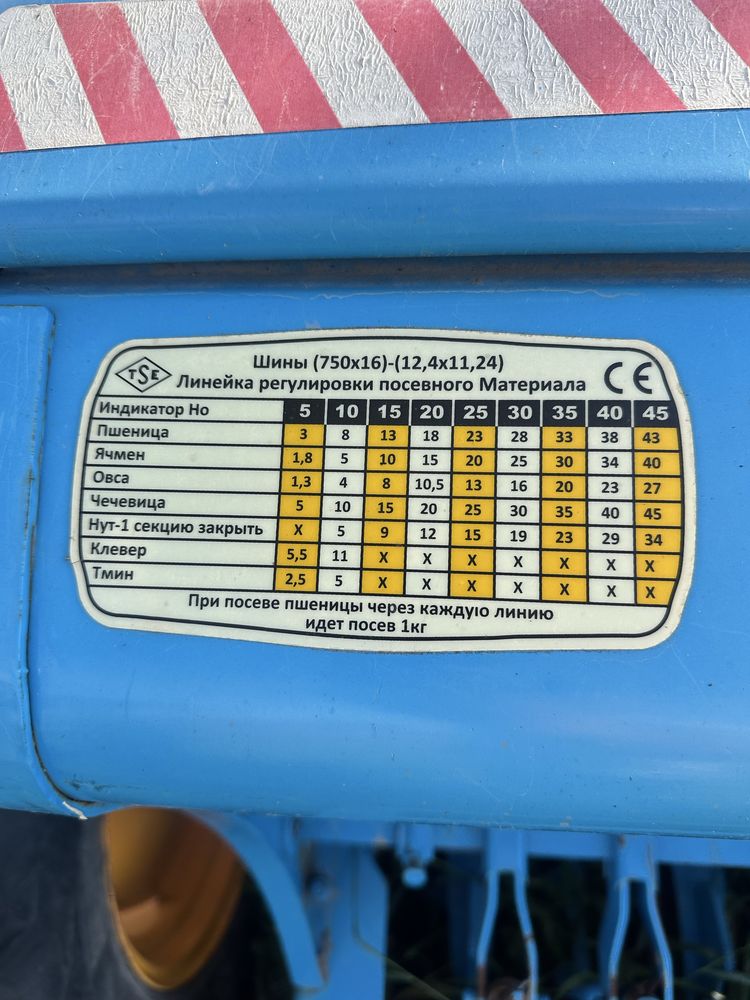 Шины (750х16)-(12,4х11,24)
TSE Линейка регулировки посевного Материала CE
Индикатор Но 5 10 15 20 25 30 35 40 45
Пшеница 3 8 13 18 23 28 33 38 43
Ячмен 1,8 5 10 15 20 25 30 34 40
Овса 1,3 4 8 10,5 13 16 20 23 27
Чечевица 5 10 15 20 25 30 35 40 45
Нут-1 секцию закрыть X 5 9 12 15 19 23 29 34
Клевер 5,5 11 X X X X X X X
Тмин 2,5 5 X X X X X X X
При посеве пшеницы через каждую линию
идет посев 1кг